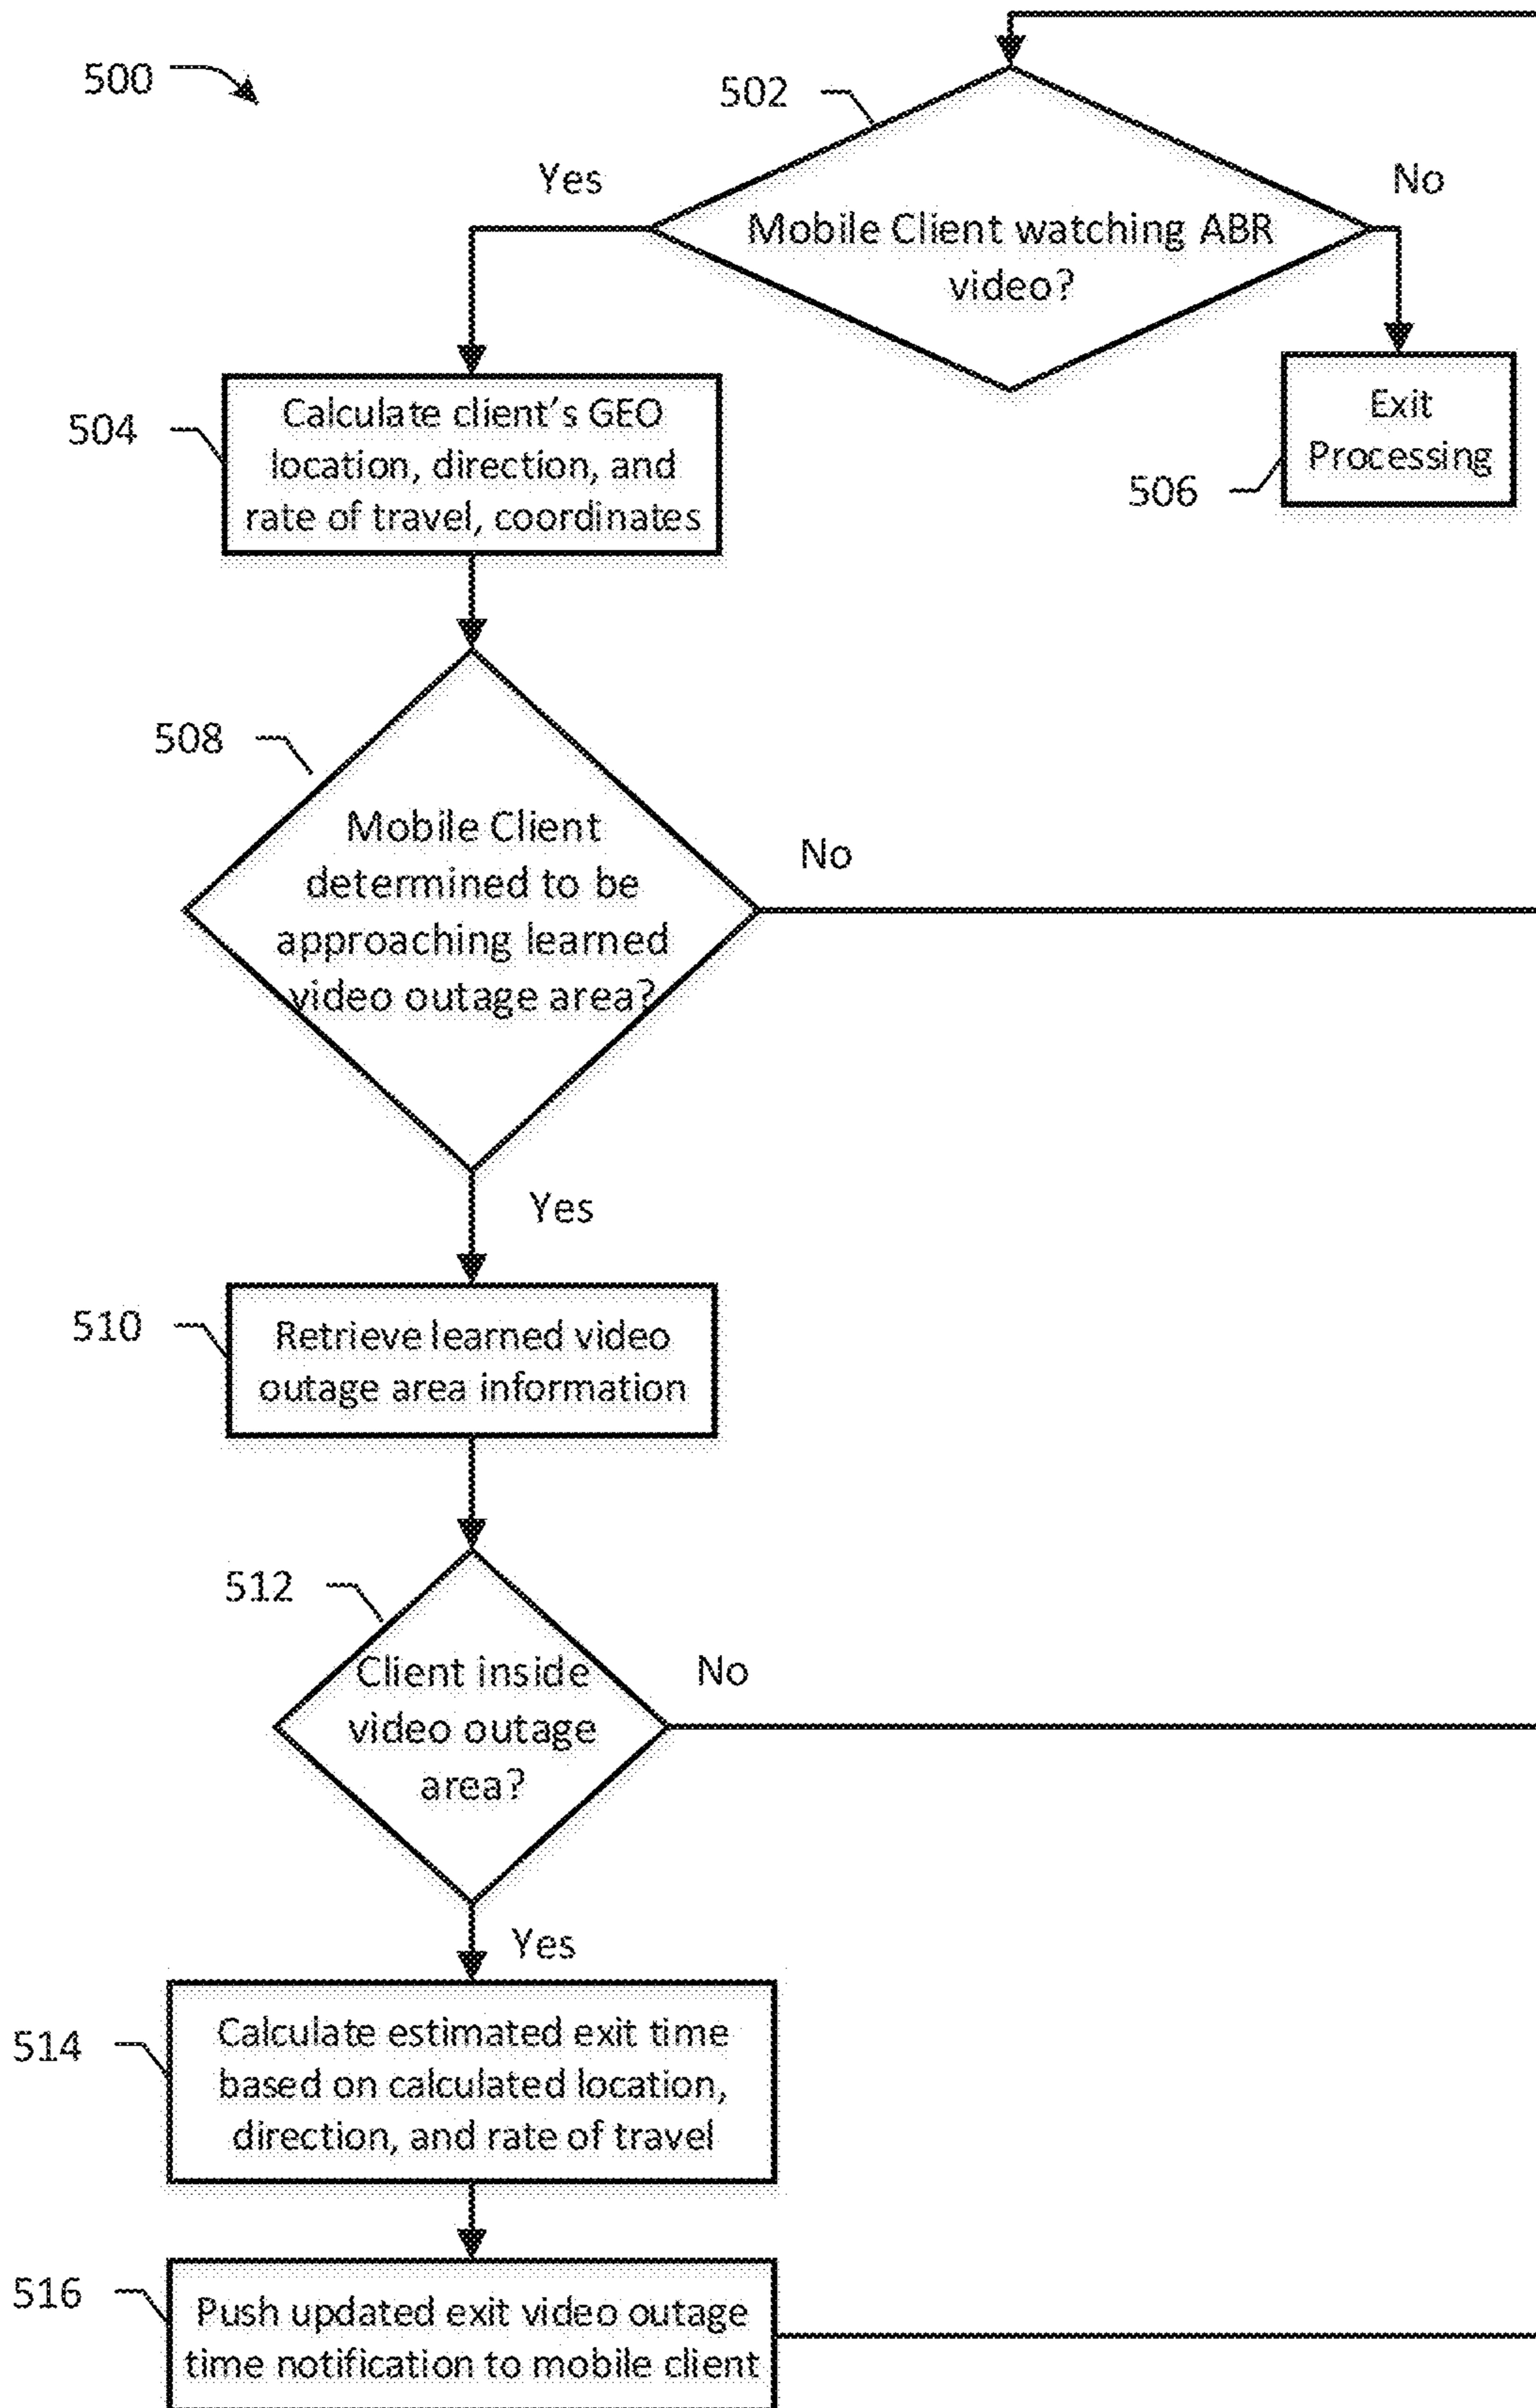 500
502
Yes
No
Mobile Client watching ABR
video?
504
Calculate client's GEO
location, direction, and
rate of travel, coordinates
Exit
Processing
506
508
Mobile Client
determined to be
approaching learned
video outage area?
No
Yes
510
Retrieve learned video
outage area information
512
Client inside
video outage
area?
No
Yes
514
Calculate estimated exit time
based on calculated location,
direction, and rate of travel
516
Push updated exit video outage
time notification to mobile client